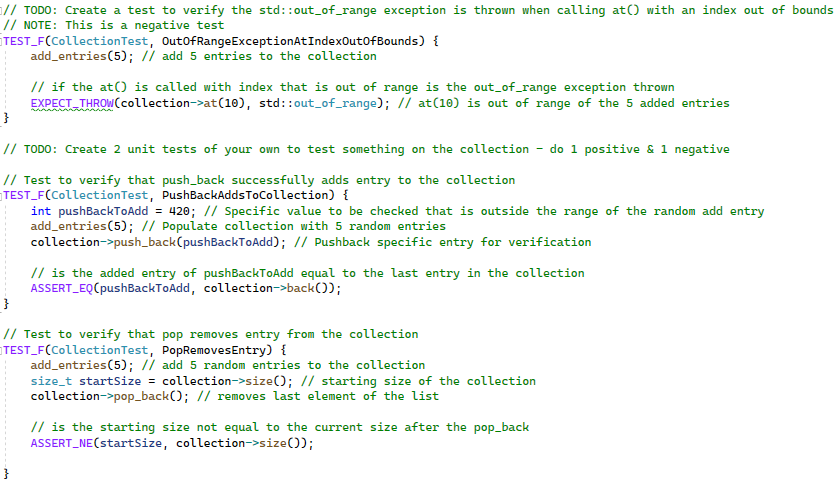 // TODO: Create a test to verify the std::out_of_range exception is thrown when calling at() with an index out of bounds
// NOTE: This is a negative test
TEST_F(CollectionTest, OutOfRangeExceptionAtIndexOutOfBounds) {
    add_entries(5); // add 5 entries to the collection

    // if the at() is called with index that is out of range is the out_of_range exception thrown
    EXPECT_THROW(collection->at(10), std::out_of_range); // at(10) is out of range of the 5 added entries
}

// TODO: Create 2 unit tests of your own to test something on the collection - do 1 positive & 1 negative

// Test to verify that push_back successfully adds entry to the collection
TEST_F(CollectionTest, PushBackAddsToCollection) {
    int pushBackToAdd = 420; // Specific value to be checked that is outside the range of the random add entry
    add_entries(5); // Populate collection with 5 random entries
    collection->push_back(pushBackToAdd); // Pushback specific entry for verification

    // is the added entry of pushBackToAdd equal to the last entry in the collection
    ASSERT_EQ(pushBackToAdd, collection->back());
}

// Test to verify that pop removes entry from the collection
TEST_F(CollectionTest, PopRemovesEntry) {
    add_entries(5); // add 5 random entries to the collection
    size_t startSize = collection->size(); // starting size of the collection
    collection->pop_back(); // removes last element of the list

    // is the starting size not equal to the current size after the pop_back
    ASSERT_NE(startSize, collection->size());

}